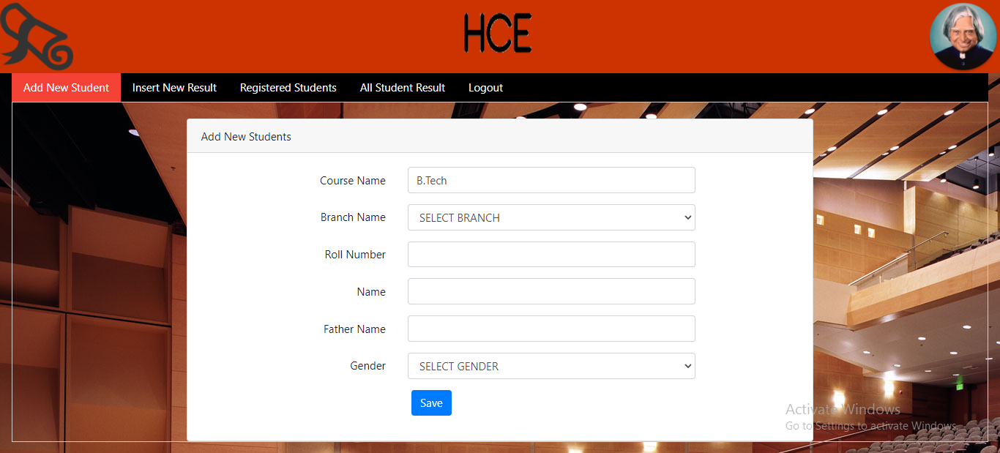 HCE
Add New Student Insert New Result Registered Students All Student Result Logout
Add New Students
Course Name B.Tech
Branch Name SELECT BRANCH
Roll Number
Name
Father Name
Gender SELECT GENDER
Save
Activate Windows
Go to Settings to activate Windows.